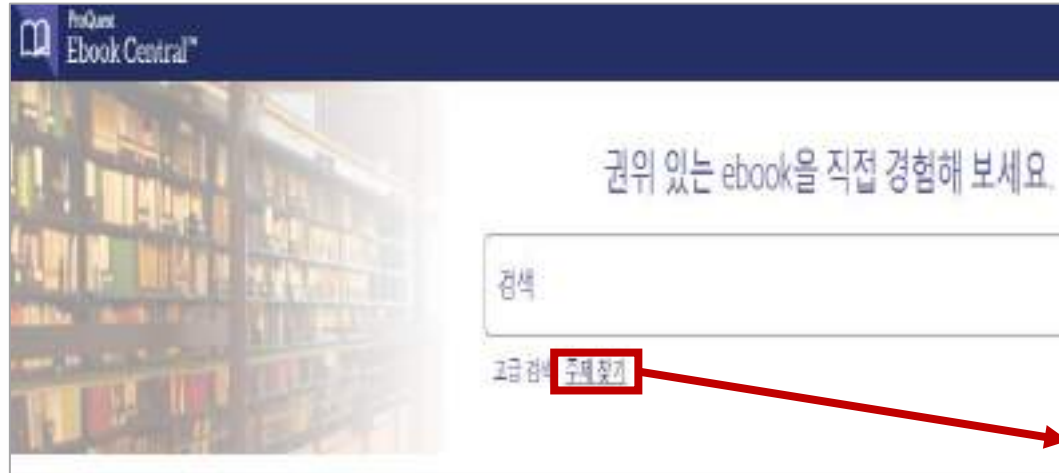 ProQuest
Ebook Central™
권위 있는 ebook을 직접 경험해 보세요.
검색
고급 검색 주제 찾기